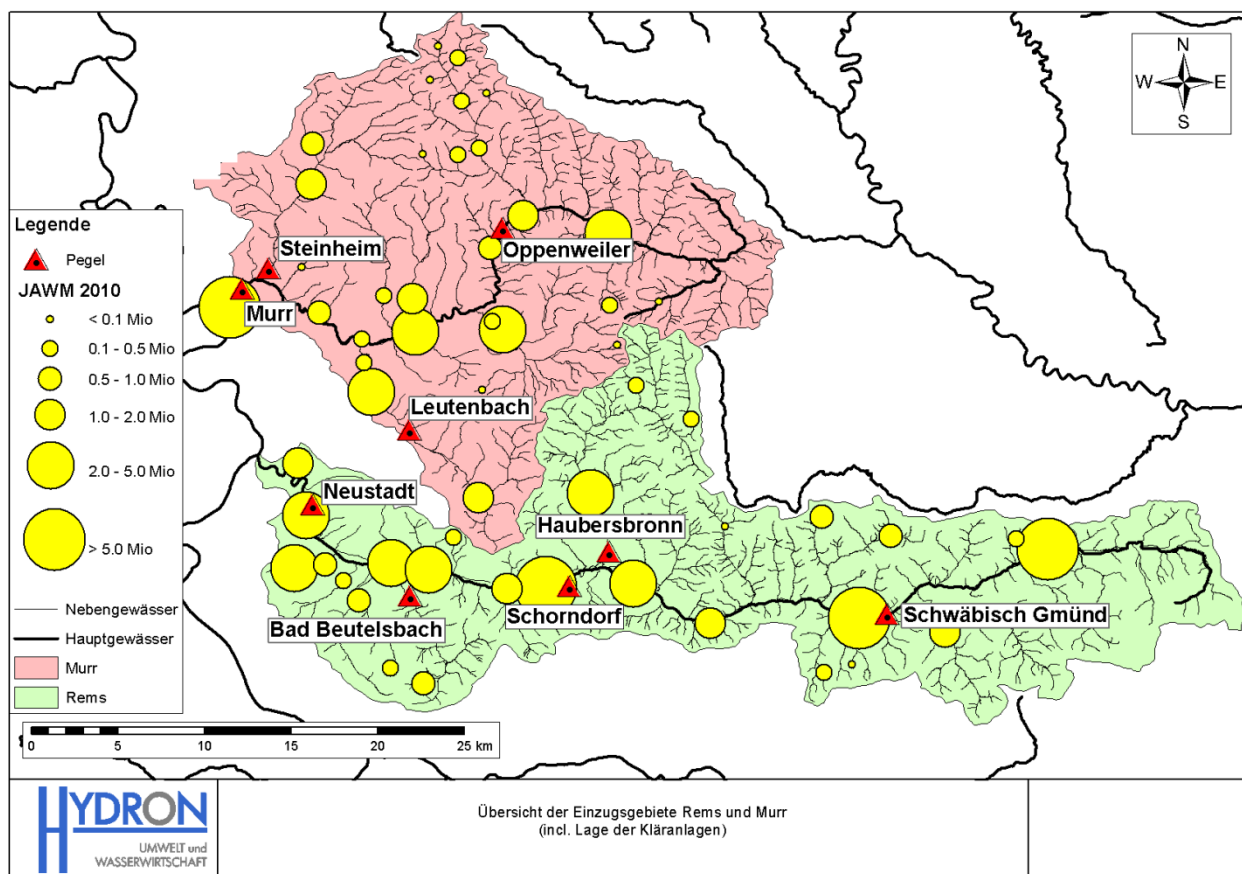 N
W E
S
Legende
Pegel
JAWM 2010
< 0.1 Mio
0.1 - 0.5 Mio
0.5 - 1.0 Mio
1.0 - 2.0 Mio
2.0 - 5.0 Mio
> 5.0 Mio
Nebengewässer
Hauptgewässer
Murr
Rems
Steinheim
Oppenweiler
Murr
Leutenbach
Neustadt
Haubersbronn
Schorndorf
Bad Beutelsbach
Schwäbisch Gmünd
0 5 10 15 20 25 km
HYDRON
UMWELT und
WASSERWIRTSCHAFT
Übersicht der Einzugsgebiete Rems und Murr
(incl. Lage der Kläranlagen)